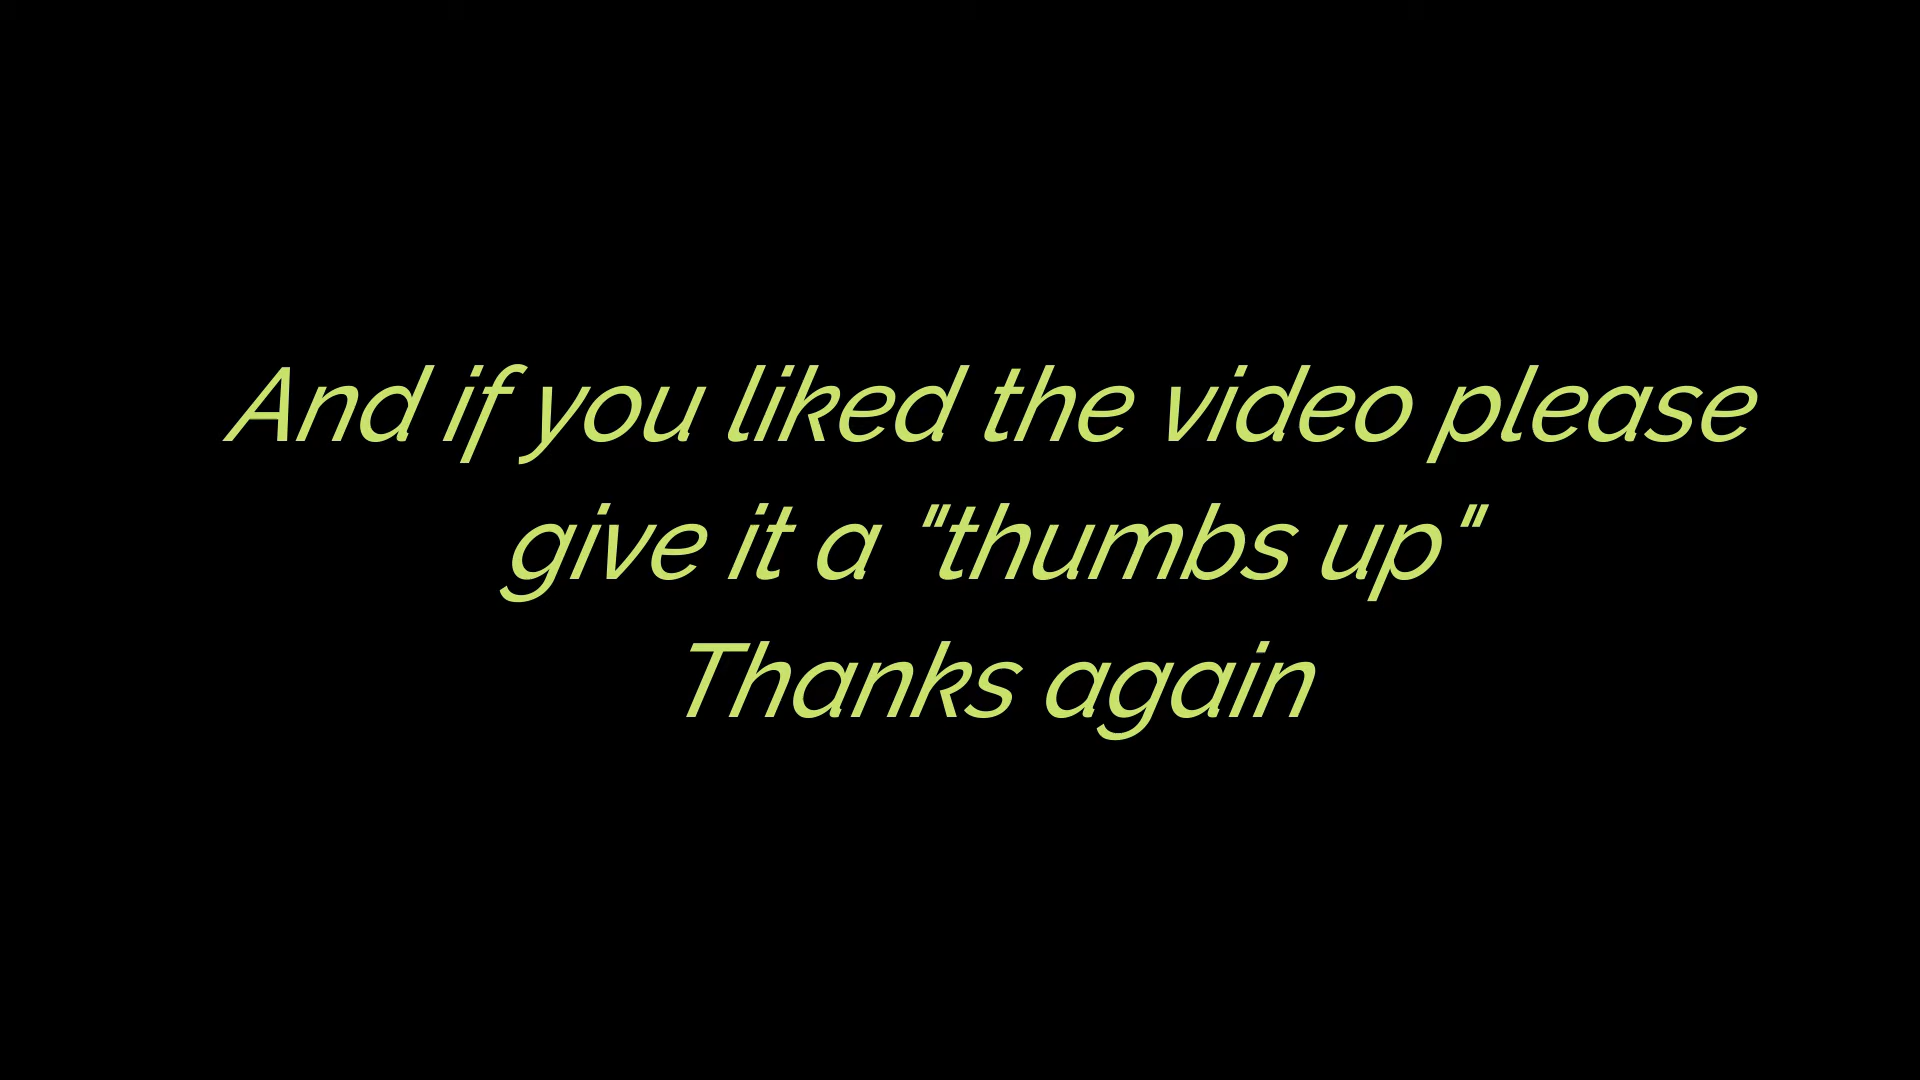 And if you liked the video please
give it a "thumbs up"
Thanks again